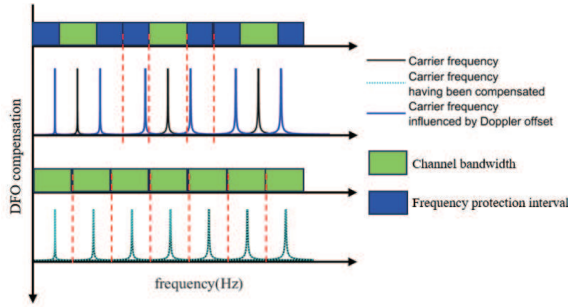 DFO compensation
Carrier frequency
Carrier frequency
having been compensated
Carrier frequency
influenced by Doppler offset
Channel bandwidth
Frequency protection interval
frequency(Hz)